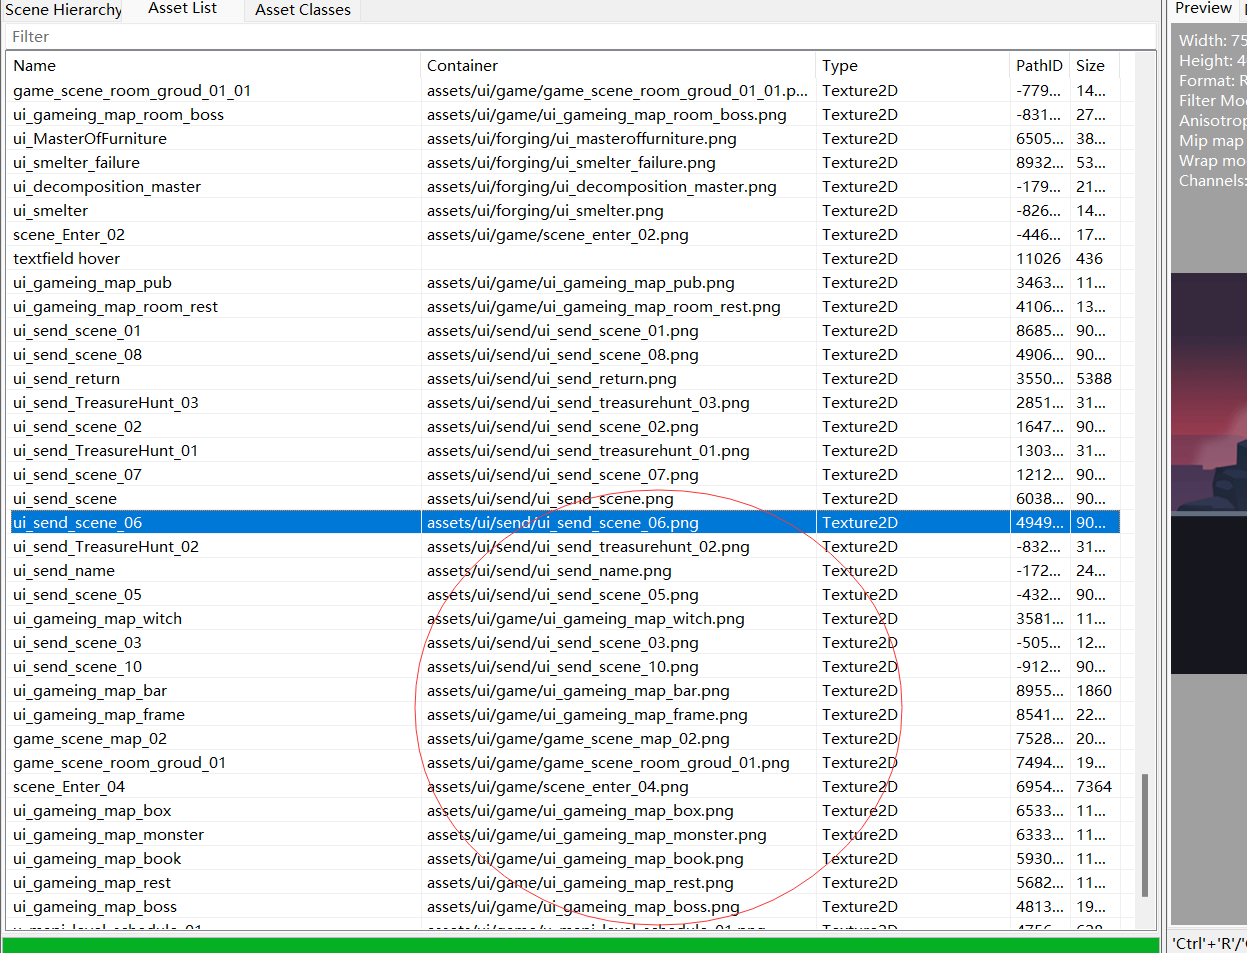 Scene Hierarchy Asset List Asset Classes Preview
Filter
Name Container Type PathID Size
game_scene_room_groud_01_01 assets/ui/game/game_scene_room_groud_01_01.p... Texture2D -779... 14...
ui_gameing_map_room_boss assets/ui/game/ui_gameing_map_room_boss.png Texture2D -831... 27...
ui_MasterOfFurniture assets/ui/forging/ui_masteroffurniture.png Texture2D 6505... 38...
ui_smelter_failure assets/ui/forging/ui_smelter_failure.png Texture2D 8932... 53...
ui_decomposition_master assets/ui/forging/ui_decomposition_master.png Texture2D -179... 21...
ui_smelter assets/ui/forging/ui_smelter.png Texture2D -826... 14...
scene_Enter_02 assets/ui/game/scene_enter_02.png Texture2D -446... 17...
textfield hover Texture2D 11026 436
ui_gameing_map_pub assets/ui/game/ui_gameing_map_pub.png Texture2D 3463... 11...
ui_gameing_map_room_rest assets/ui/game/ui_gameing_map_room_rest.png Texture2D 4106... 13...
ui_send_scene_01 assets/ui/send/ui_send_scene_01.png Texture2D 8685... 90...
ui_send_scene_08 assets/ui/send/ui_send_scene_08.png Texture2D 4906... 90...
ui_send_return assets/ui/send/ui_send_return.png Texture2D 3550... 5388
ui_send_TreasureHunt_03 assets/ui/send/ui_send_treasurehunt_03.png Texture2D 2851... 31...
ui_send_scene_02 assets/ui/send/ui_send_scene_02.png Texture2D 1647... 90...
ui_send_TreasureHunt_01 assets/ui/send/ui_send_treasurehunt_01.png Texture2D 1303... 31...
ui_send_scene_07 assets/ui/send/ui_send_scene_07.png Texture2D 1212... 90...
ui_send_scene assets/ui/send/ui_send_scene.png Texture2D 6038... 90...
ui_send_scene_06 assets/ui/send/ui_send_scene_06.png Texture2D 4949... 90...
ui_send_TreasureHunt_02 assets/ui/send/ui_send_treasurehunt_02.png Texture2D -832... 31...
ui_send_name assets/ui/send/ui_send_name.png Texture2D -172... 24...
ui_send_scene_05 assets/ui/send/ui_send_scene_05.png Texture2D -432... 90...
ui_gameing_map_witch assets/ui/game/ui_gameing_map_witch.png Texture2D 3581... 11...
ui_send_scene_03 assets/ui/send/ui_send_scene_03.png Texture2D -505... 12...
ui_send_scene_10 assets/ui/send/ui_send_scene_10.png Texture2D -912... 90...
ui_gameing_map_bar assets/ui/game/ui_gameing_map_bar.png Texture2D 8955... 1860
ui_gameing_map_frame assets/ui/game/ui_gameing_map_frame.png Texture2D 8541... 22...
game_scene_map_02 assets/ui/game/game_scene_map_02.png Texture2D 7528... 20...
game_scene_room_groud_01 assets/ui/game/game_scene_room_groud_01.png Texture2D 7494... 19...
scene_Enter_04 assets/ui/game/scene_enter_04.png Texture2D 6954... 7364
ui_gameing_map_box assets/ui/game/ui_gameing_map_box.png Texture2D 6533... 11...
ui_gameing_map_monster assets/ui/game/ui_gameing_map_monster.png Texture2D 6333... 11...
ui_gameing_map_book assets/ui/game/ui_gameing_map_book.png Texture2D 5930... 11...
ui_gameing_map_rest assets/ui/game/ui_gameing_map_rest.png Texture2D 5682... 11...
ui_gameing_map_boss assets/ui/game/ui_gameing_map_boss.png Texture2D 4813... 19...
Width: 75
Height: 4
Format: R
Filter Mo
Anisotrop
Mip map
Wrap mo
Channels:
'Ctrl'+'R'/'